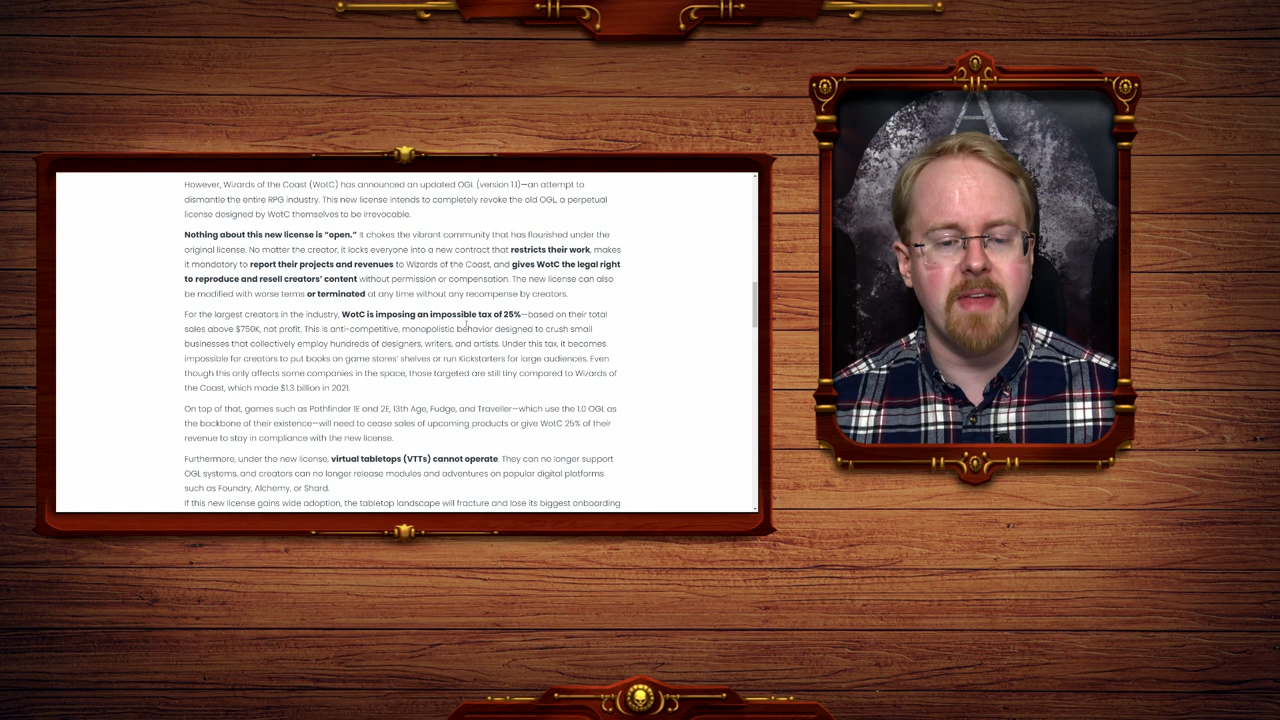 A
However, Wizards of the Coast (WotC) has announced an updated OGL (version 1.1)—an attempt to
dismantle the entire RPG industry. This new license intends to completely revoke the old OGL, a perpetual
license designed by WotC themselves to be irrevocable.
Nothing about this new license is “open.” It chokes the vibrant community that has flourished under the
original license. No matter the creator, it locks everyone into a new contract that restricts their work, makes
it mandatory to report their projects and revenues to Wizards of the Coast, and gives WotC the legal right
to reproduce and resell creators’ content without permission or compensation. The new license can also
be modified with worse terms or terminated at any time without any recompense by creators.
For the largest creators in the industry, WotC is imposing an impossible tax of 25%—based on their total
sales above $750K, not profit. This is anti-competitive, monopolistic behavior designed to crush small
businesses that collectively employ hundreds of designers, writers, and artists. Under this tax, it becomes
impossible for creators to put books on game stores’ shelves or run Kickstarters for large audiences. Even
though this only affects some companies in the space, those targeted are still tiny compared to Wizards of
the Coast, which made $1.3 billion in 2021.
On top of that, games such as Pathfinder 1E and 2E, 13th Age, Fudge, and Traveller—which use the 1.0 OGL as
the backbone of their existence—will need to cease sales of upcoming products or give WotC 25% of their
revenue to stay in compliance with the new license.
Furthermore, under the new license, virtual tabletops (VTTs) cannot operate. They can no longer support
OGL systems, and creators can no longer release modules and adventures on popular digital platforms
such as Foundry, Alchemy, or Shard.
If this new license gains wide adoption, the tabletop landscape will fracture and lose its biggest onboarding